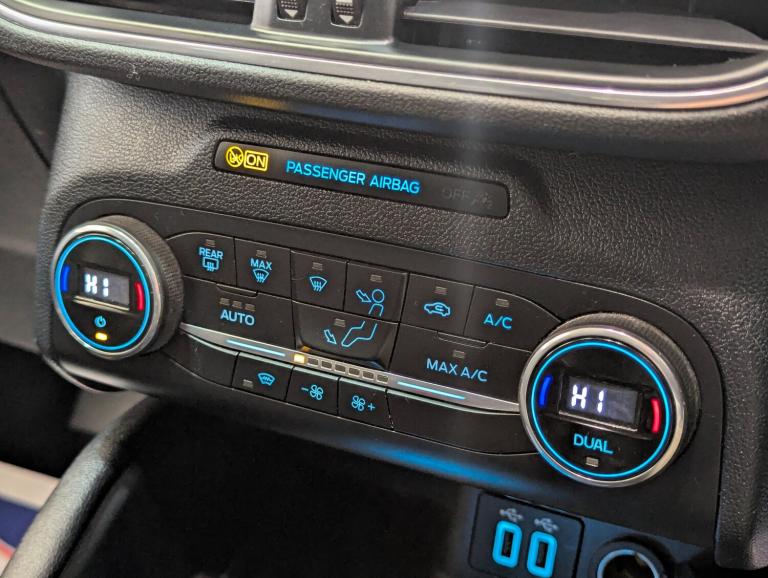 ON PASSENGER AIRBAG OFF
REAR
MAX
HI
AUTO
A/C
MAX A/C
- +
HI
DUAL